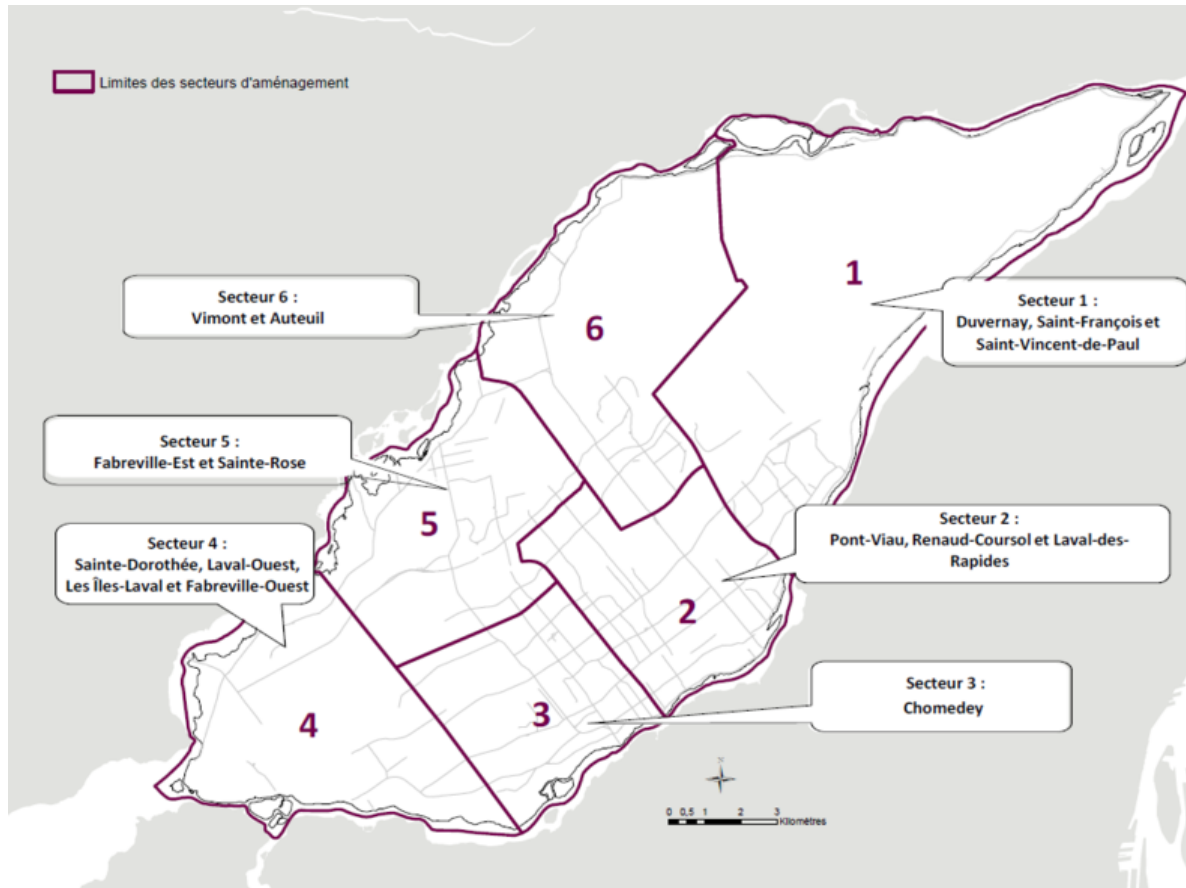 Limites des secteurs d'aménagement
1
Secteur 6 :
Vimont et Auteuil
6
Secteur 1 :
Duvernay, Saint-François et
Saint-Vincent-de-Paul
Secteur 5 :
Fabreville-Est et Sainte-Rose
5
Secteur 4 :
Sainte-Dorothée, Laval-Ouest,
Les Îles-Laval et Fabreville-Ouest
Secteur 2 :
Pont-Viau, Renaud-Coursol et Laval-des-
Rapides
2
Secteur 3 :
Chomedey
3
4
0 0,5 1 2 3
Kilomètres